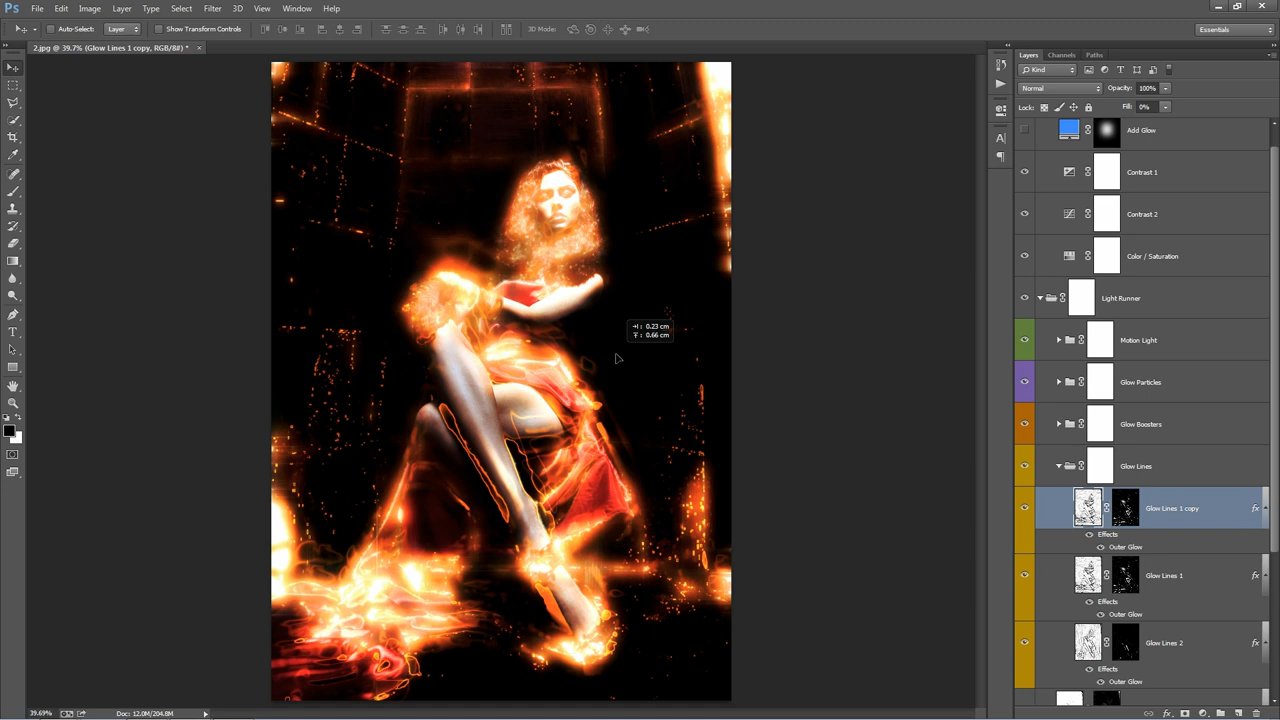 Ps File Edit Image Layer Type Select Filter 3D View Window Help
Auto-Select: Layer Show Transform Controls 3D Mode: Essentials
2.jpg @ 39.7% (Glow Lines 1 copy, RGB/8#) * ×
Layers Channels Paths
Kind
Normal Opacity: 100%
Lock: Fill: 0%
Add Glow
Contrast 1
Contrast 2
Color / Saturation
Light Runner
Motion Light
Glow Particles
Glow Boosters
Glow Lines
Glow Lines 1 copy fx
Effects
Outer Glow
Glow Lines 1 fx
Effects
Outer Glow
Glow Lines 2 fx
Effects
Outer Glow
: 0.23 cm
: 0.66 cm
39.69% Doc: 12.0M/204.8M